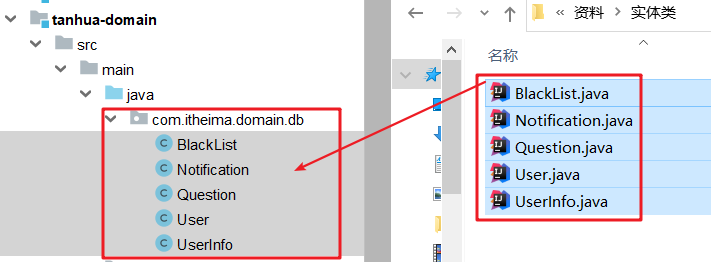 tanhua-domain
src
main
java
com.itheima.domain.db
BlackList
Notification
Question
User
UserInfo
« 资料 › 实体类
名称
BlackList.java
Notification.java
Question.java
User.java
UserInfo.java